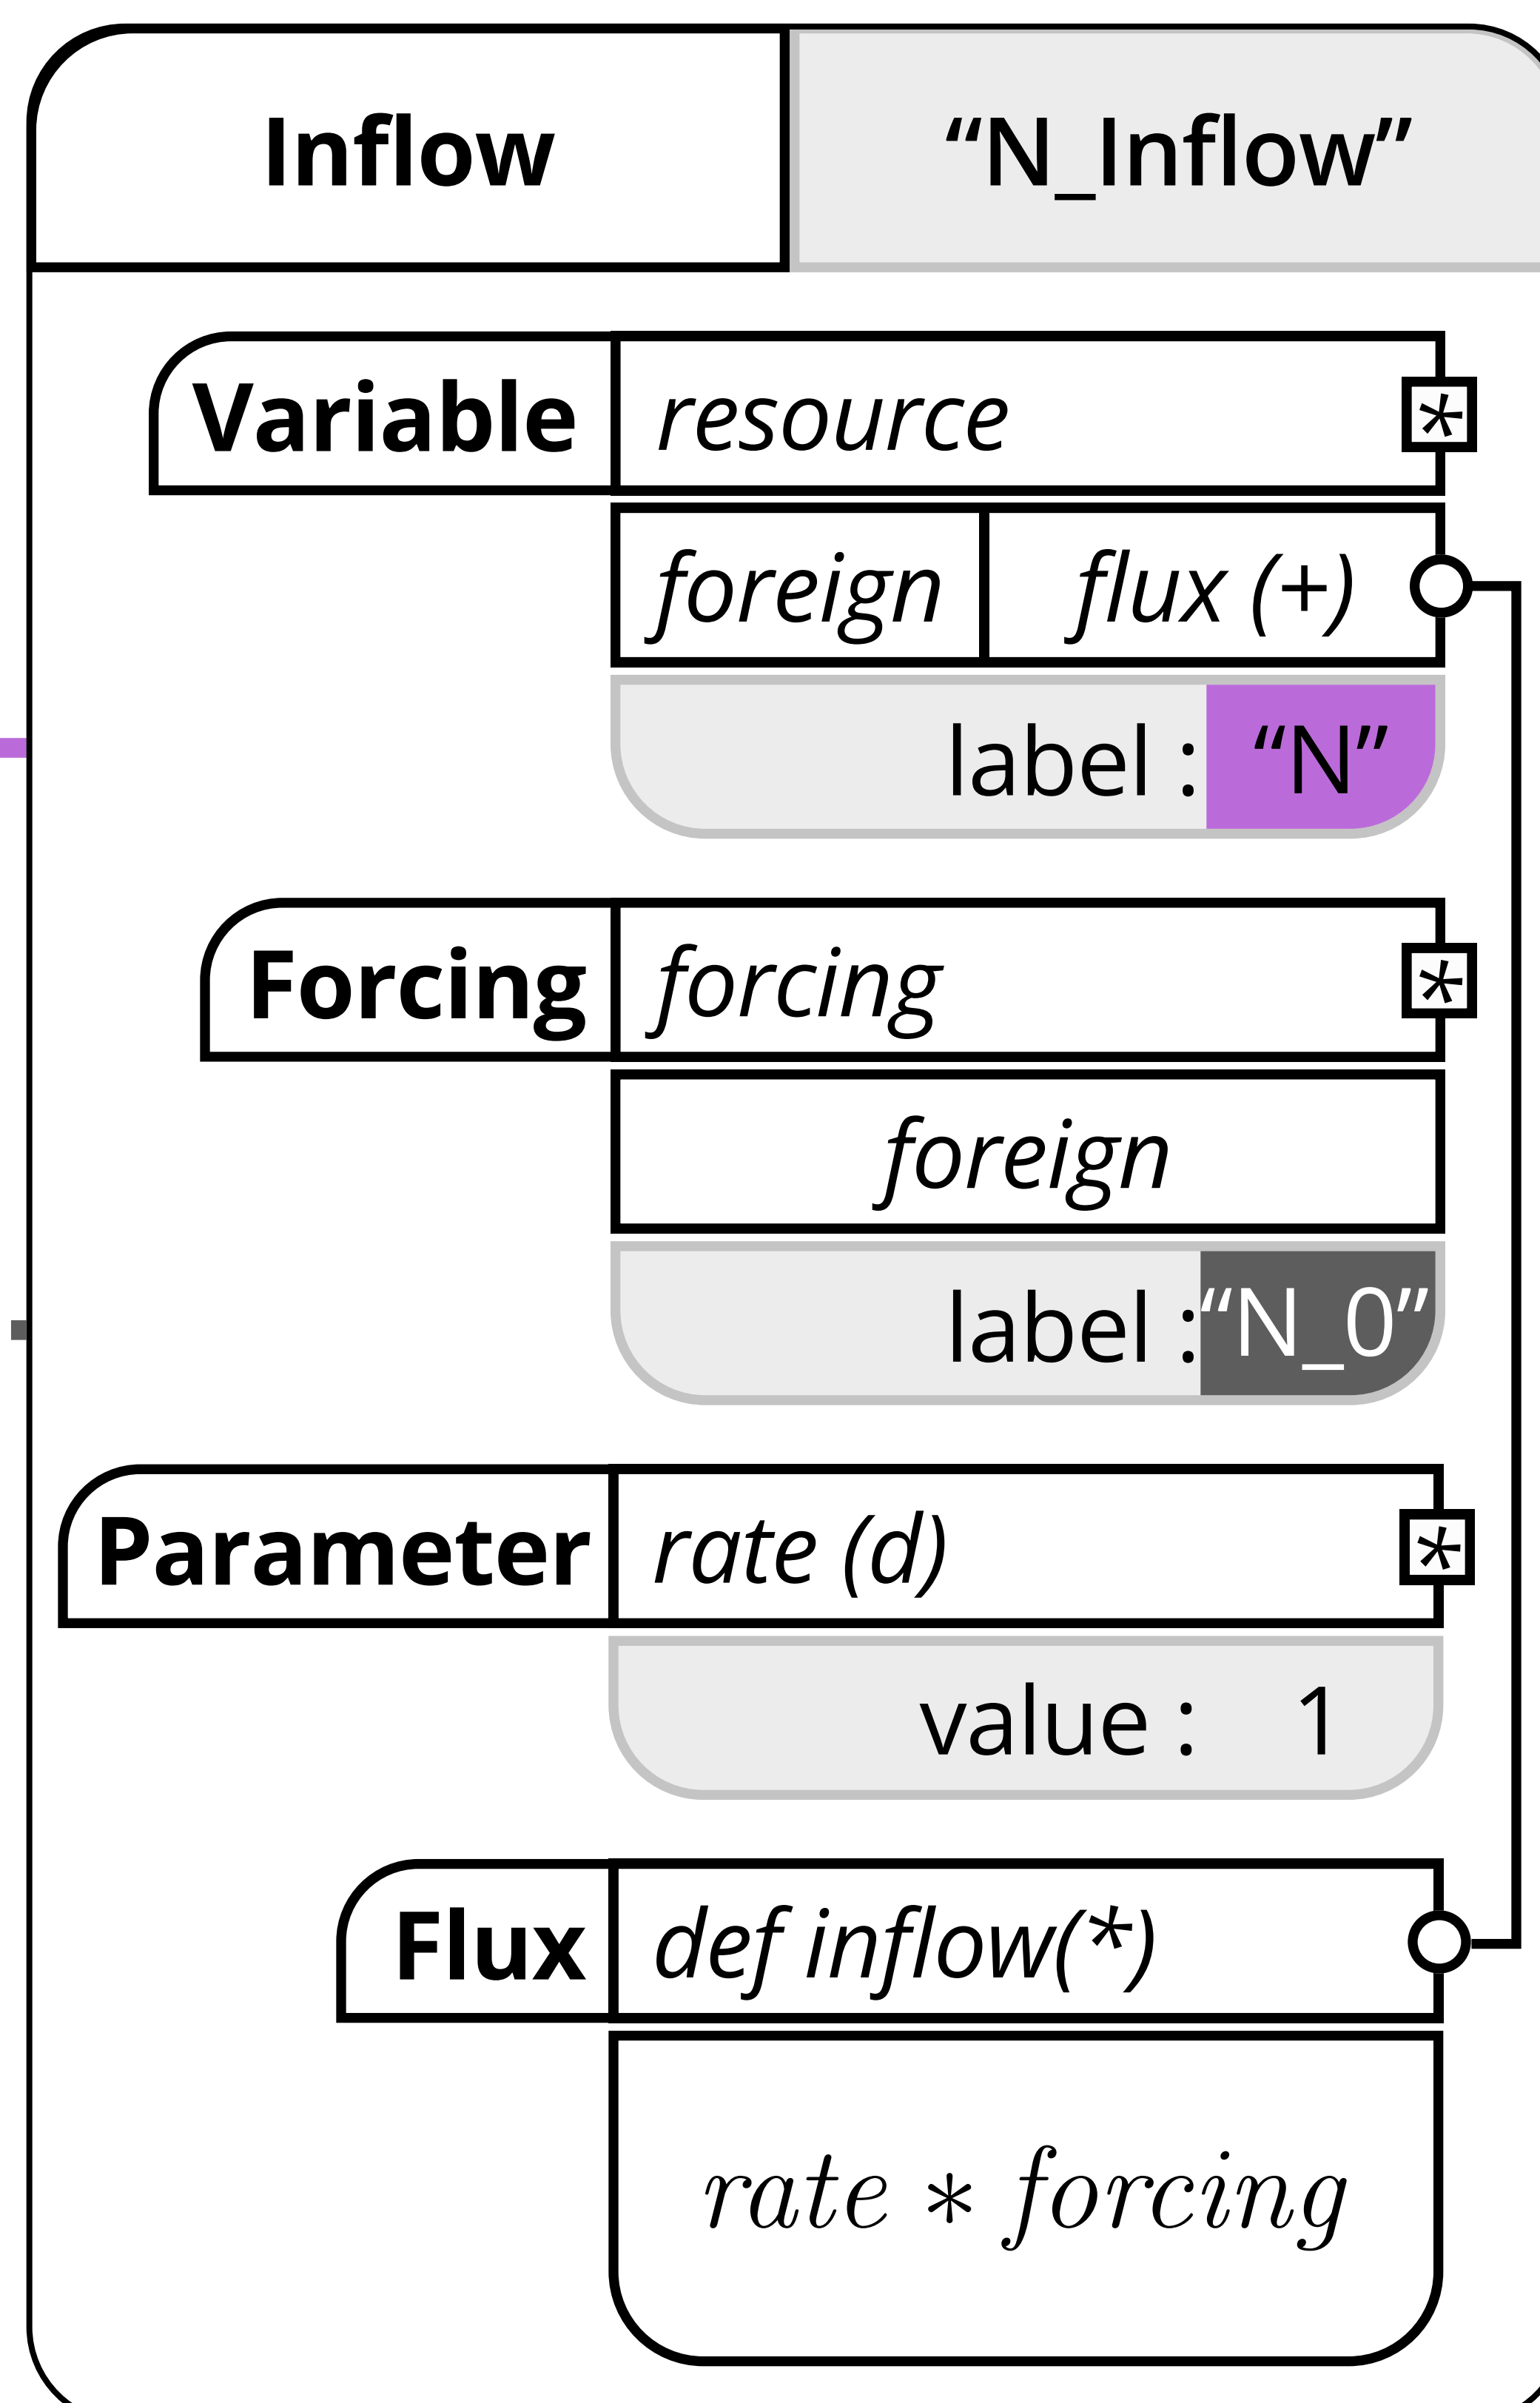 Inflow “N_Inflow”
Variable resource *
foreign flux (+)
label : “N”
Forcing forcing *
foreign
label : “N_0”
Parameter rate (d) *
value : 1
Flux def inflow(*)
rate * forcing